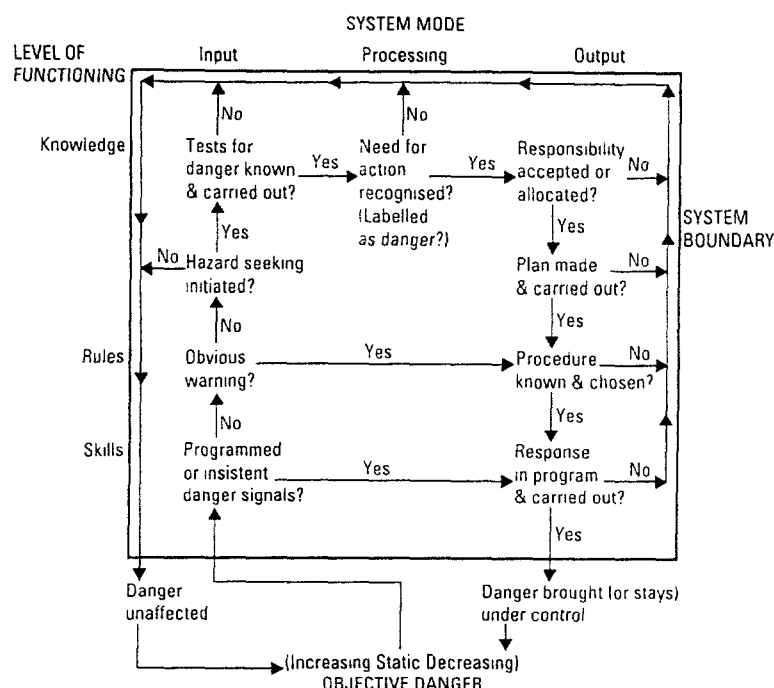 SYSTEM MODE
LEVEL OF
FUNCTIONING
Input Processing Output
No No
Knowledge
Tests for
danger known
& carried out?
Yes
Need for
action
recognised?
(Labelled
as danger?)
Yes
Responsibility
accepted or
allocated?
No
Yes
Yes
SYSTEM
BOUNDARY
No
Hazard seeking
initiated?
Plan made
& carried out?
No
No
Yes
Rules
Obvious
warning?
Yes
Procedure
known & chosen?
No
No
Yes
Skills
Programmed
or insistent
danger signals?
Yes
Response
in program
& carried out?
No
Yes
Danger
unaffected
Danger brought (or stays)
under control
(Increasing Static Decreasing)
OBJECTIVE DANGER